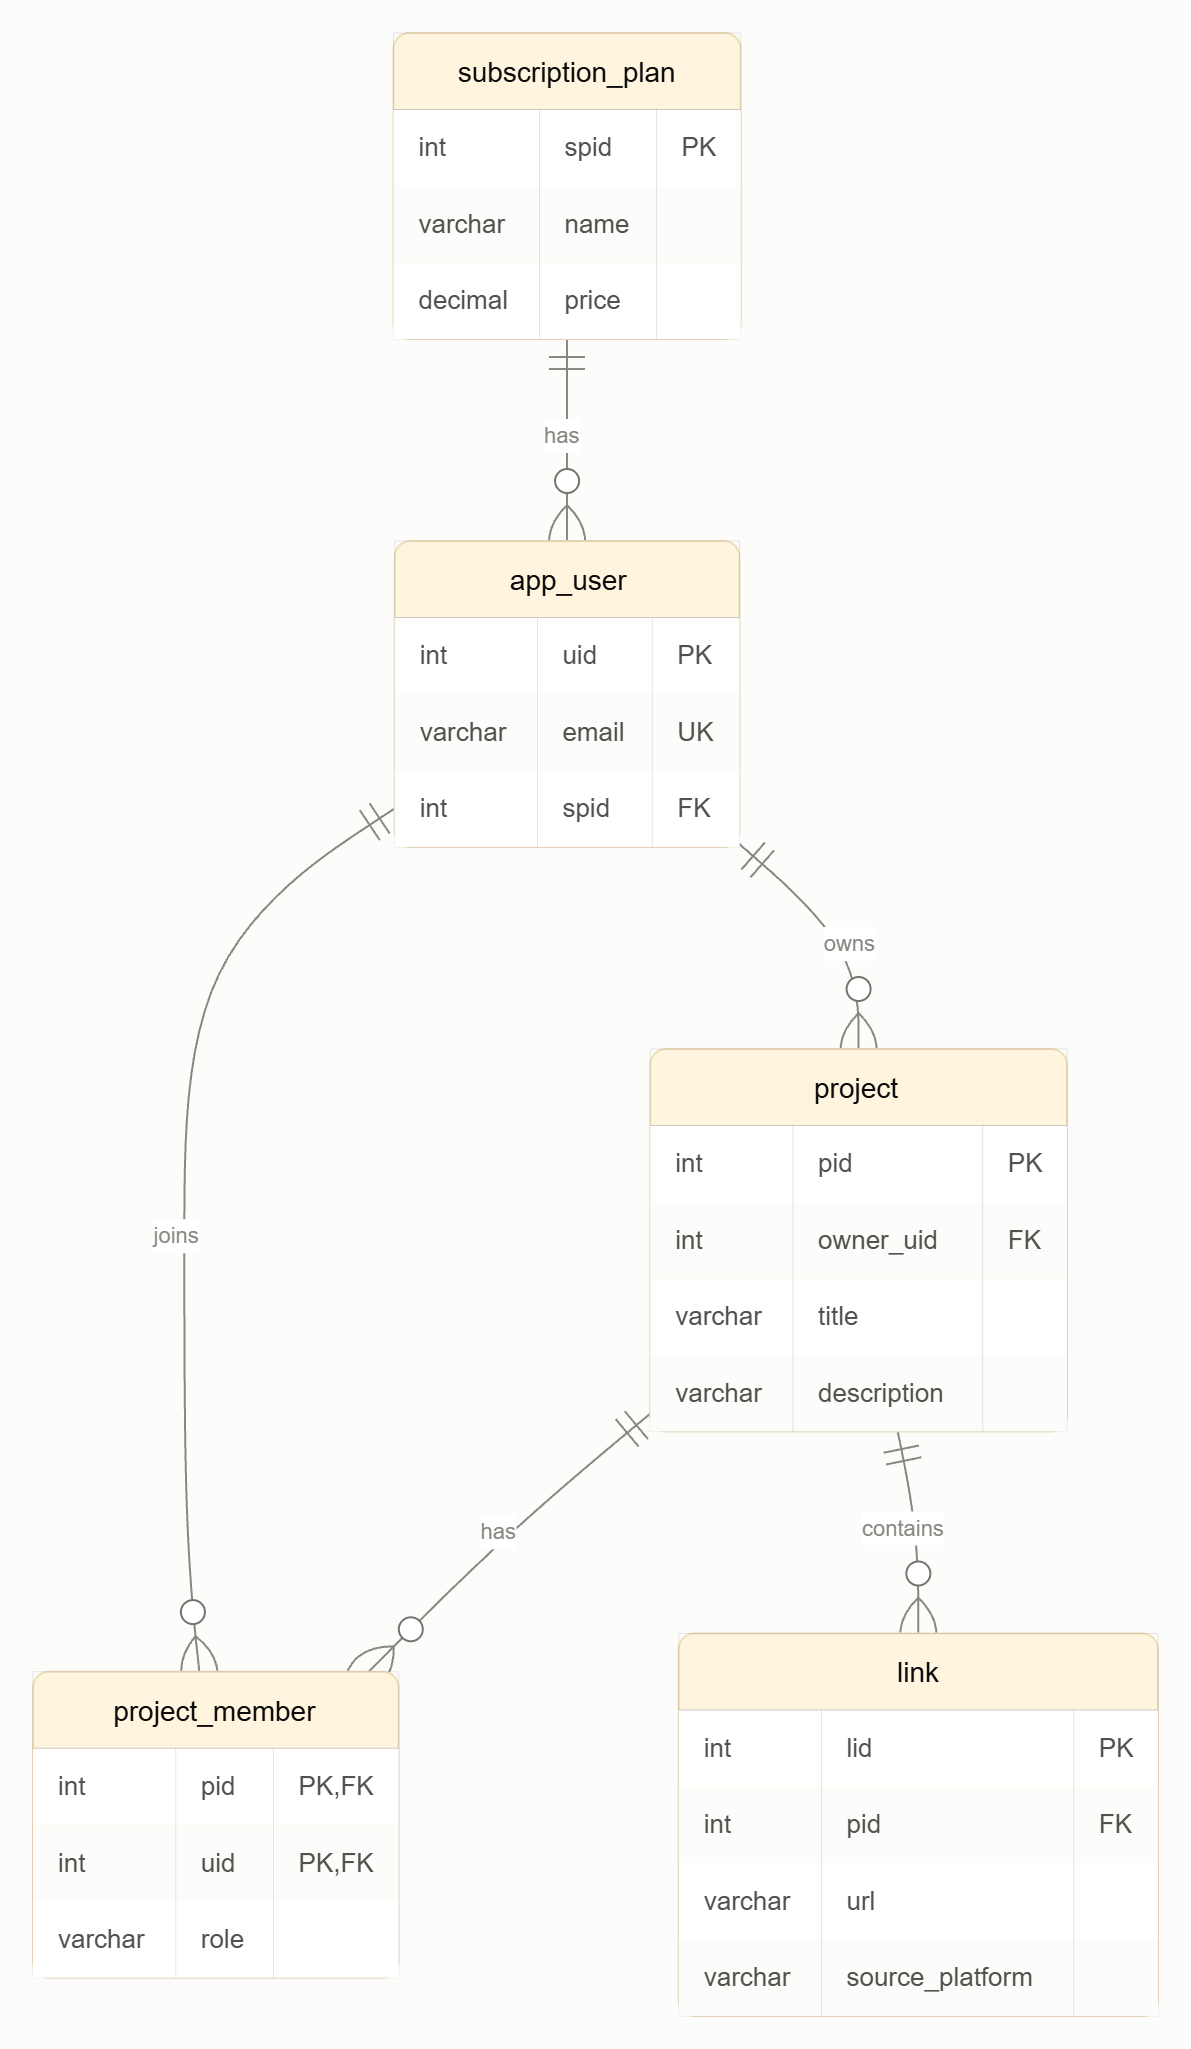 subscription_plan
int spid PK
varchar name
decimal price
has
app_user
int uid PK
varchar email UK
int spid FK
owns
project
int pid PK
int owner_uid FK
varchar title
varchar description
joins
has
contains
project_member
int pid PK,FK
int uid PK,FK
varchar role
link
int lid PK
int pid FK
varchar url
varchar source_platform